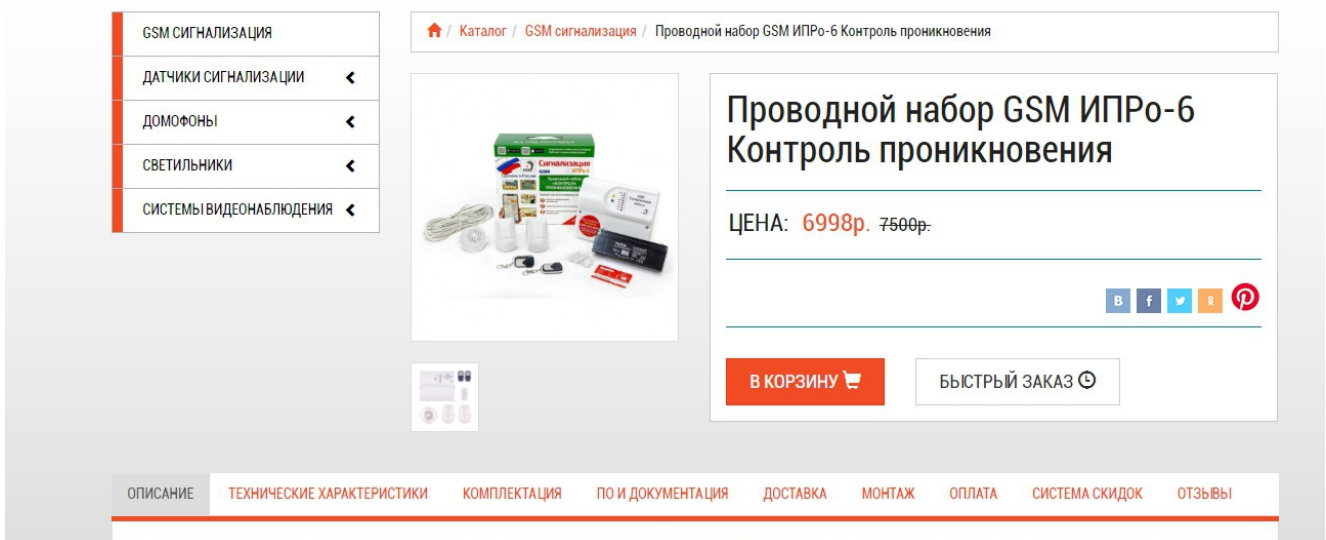 GSM СИГНАЛИЗАЦИЯ
ДАТЧИКИ СИГНАЛИЗАЦИИ
ДОМОФОНЫ
СВЕТИЛЬНИКИ
СИСТЕМЫ ВИДЕОНАБЛЮДЕНИЯ
/ Каталог / GSM сигнализация / Проводной набор GSM ИПРо-6 Контроль проникновения
Сигнализация
Проводной набор GSM ИПРо-6
Контроль проникновения
ЦЕНА: 6998р. 7500р.
В КОРЗИНУ
БЫСТРЫЙ ЗАКАЗ
ОПИСАНИЕ ТЕХНИЧЕСКИЕ ХАРАКТЕРИСТИКИ КОМПЛЕКТАЦИЯ ПО И ДОКУМЕНТАЦИЯ ДОСТАВКА МОНТАЖ ОПЛАТА СИСТЕМА СКИДОК ОТЗЫВЫ